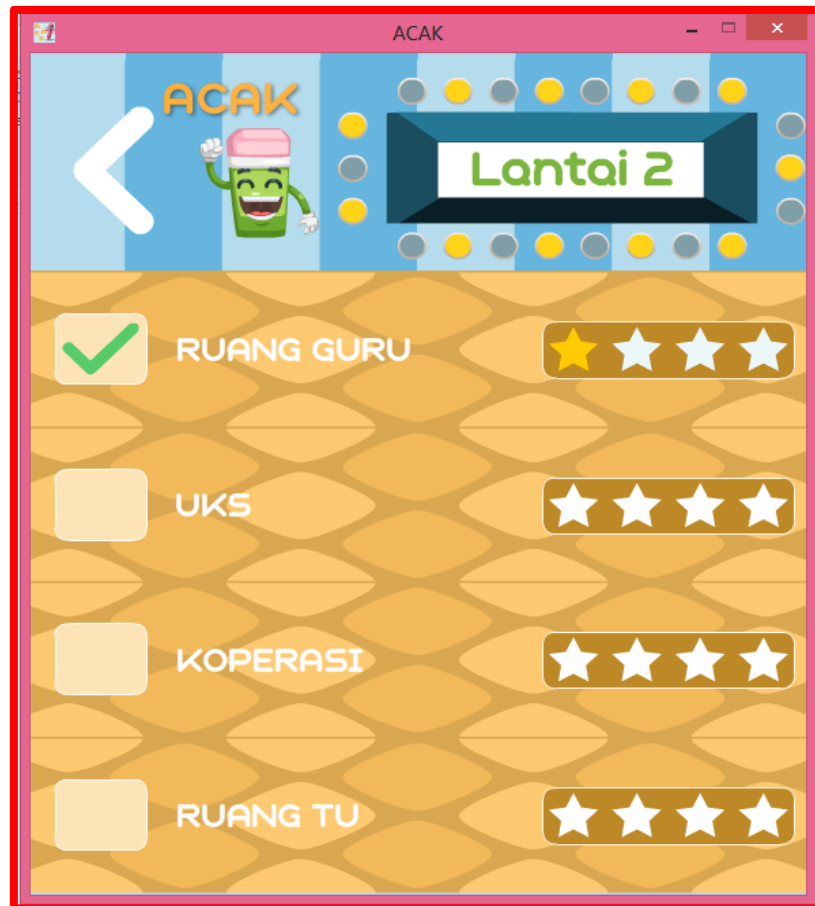 ACAK
ACAK
Lantai 2
RUANG GURU
UKS
KOPERASI
RUANG TU